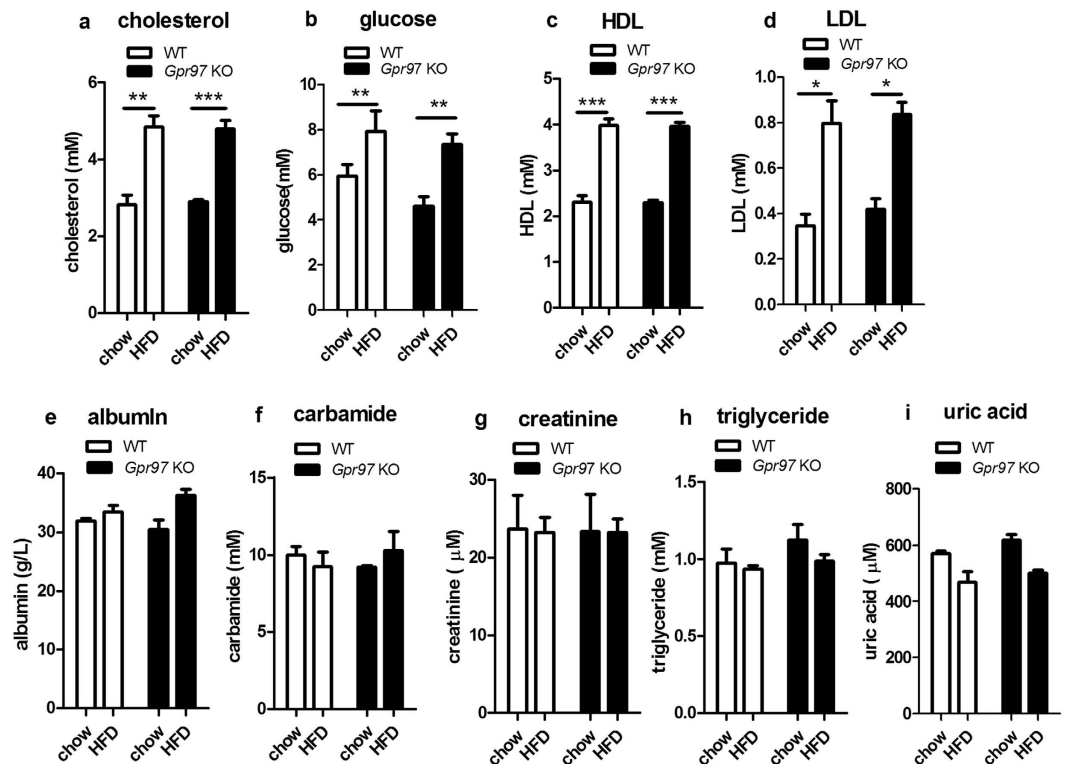 a cholesterol
WT
Gpr97 KO
** ***
cholesterol (mM)
6
4
2
0
chow HFD chow HFD
b glucose
WT
Gpr97 KO
** **
glucose(mM)
10
8
6
4
2
0
chow HFD chow HFD
c HDL
WT
Gpr97 KO
*** ***
HDL (mM)
5
4
3
2
1
0
chow HFD chow HFD
d LDL
WT
Gpr97 KO
* *
LDL (mM)
1.0
0.8
0.6
0.4
0.2
0.0
chow HFD chow HFD
e albumIn
WT
Gpr97 KO
albumin (g/L)
40
30
20
10
0
chow HFD chow HFD
f carbamide
WT
Gpr97 KO
carbamide (mM)
15
10
5
0
chow HFD chow HFD
g creatinine
WT
Gpr97 KO
creatinine ( μM)
30
20
10
0
chow HFD chow HFD
h triglyceride
WT
Gpr97 KO
triglyceride (mM)
1.5
1.0
0.5
0.0
chow HFD chow HFD
i uric acid
WT
Gpr97 KO
uric acid ( μM)
800
600
400
200
0
chow HFD chow HFD